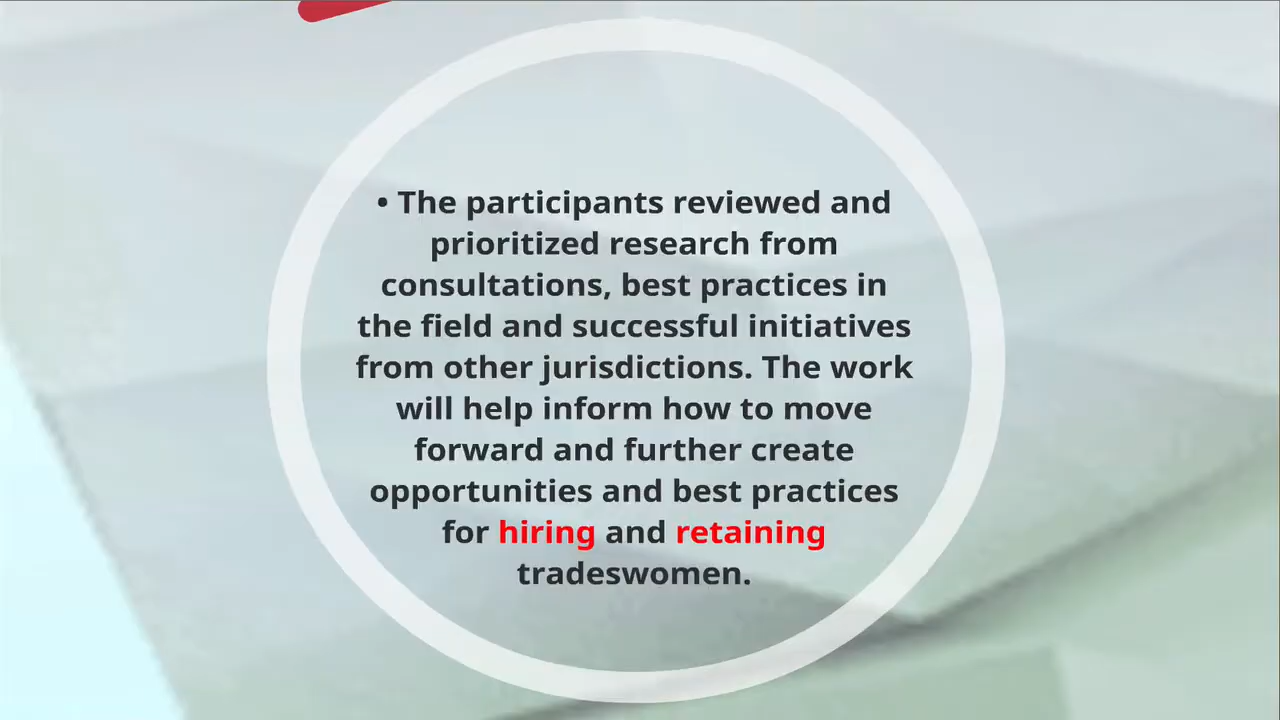 • The participants reviewed and
prioritized research from
consultations, best practices in
the field and successful initiatives
from other jurisdictions. The work
will help inform how to move
forward and further create
opportunities and best practices
for hiring and retaining
tradeswomen.